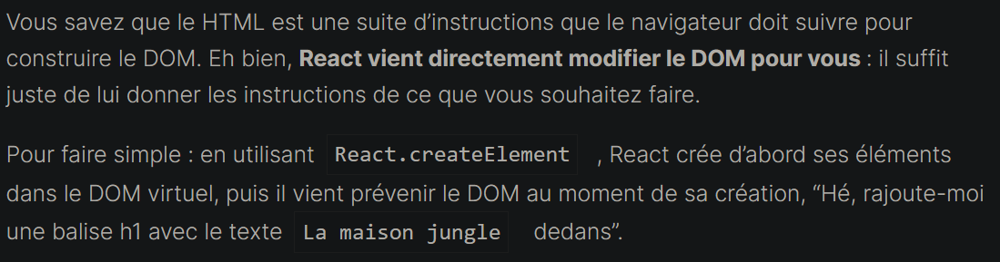 Vous savez que le HTML est une suite d’instructions que le navigateur doit suivre pour
construire le DOM. Eh bien, React vient directement modifier le DOM pour vous : il suffit
juste de lui donner les instructions de ce que vous souhaitez faire.
Pour faire simple : en utilisant React.createElement , React crée d’abord ses éléments
dans le DOM virtuel, puis il vient prévenir le DOM au moment de sa création, “Hé, rajoute-moi
une balise h1 avec le texte La maison jungle dedans”.